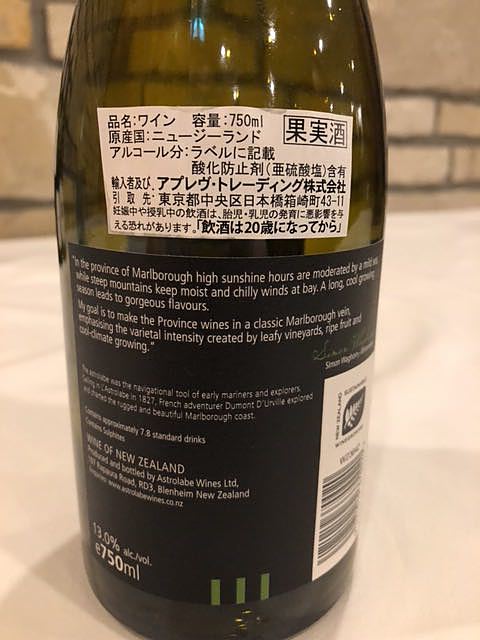 品名:ワイン 容量:750ml
原産国:ニュージーランド
果実酒
アルコール分:ラベルに記載
酸化防止剤(亜硫酸塩)含有
輸入者及び、アプレヴ・トレーディング株式会社
引取先:東京都中央区日本橋箱崎町43-11
妊娠中や授乳中の飲酒は、胎児・乳児の発育に悪影響を与
える恐れがあります。「飲酒は20歳になってから」
"In the province of Marlborough high sunshine hours are moderated by a mild
while steep mountains keep moist and chilly winds at bay. A long, cool growing
season leads to gorgeous flavours.
My goal is to make the Province wines in a classic Marlborough vein,
emphasising the varietal intensity created by leafy vineyards, ripe fruit and
cool-climate growing."
Simon Waghorn
The astrolabe was the navigational tool of early mariners and explorers.
Sailing in L'Astrolabe in 1827, French adventurer Dumont D'Urville explored
and charted the rugged and beautiful Marlborough coast.
Contains approximately 7.8 standard drinks
Contains Sulphites
WINE OF NEW ZEALAND
Produced and bottled by Astrolabe Wines Ltd,
Rapaura Road, RD3, Blenheim New Zealand
www.astrolabewines.co.nz
13.0% alc./vol.
e750ml
NEW ZEALAND